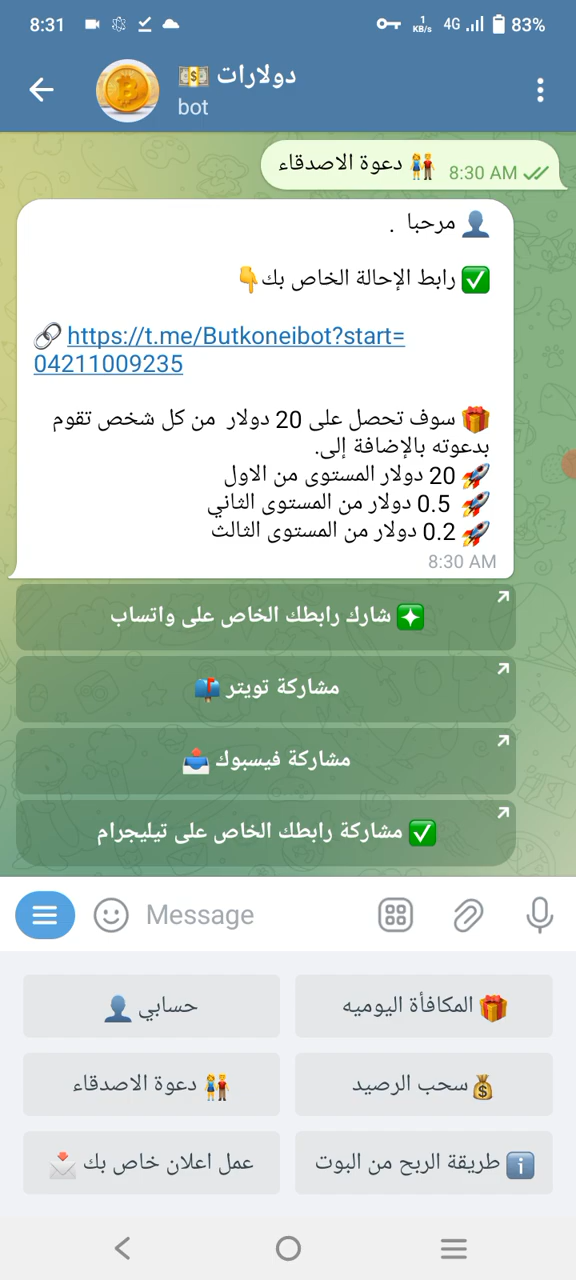 8:31
1 KB/s 4G 83%
دولارات 💵
bot
دعوة الاصدقاء 👫
8:30 AM
👤 مرحبا .
✅ رابط الإحالة الخاص بك👇
🔗 https://t.me/Butkoneibot?start=
04211009235
🎁 سوف تحصل على 20 دولار من كل شخص تقوم
بدعوته بالإضافة إلى.
🚀 20 دولار المستوى من الاول
🚀 0.5 دولار من المستوى الثاني
🚀 0.2 دولار من المستوى الثالث
8:30 AM
❇️ شارك رابطك الخاص على واتساب
مشاركة تويتر 📫
مشاركة فيسبوك 📤
✅ مشاركة رابطك الخاص على تيليجرام
Message
حسابي 👤
🎁 المكافأة اليوميه
👫 دعوة الاصدقاء
💰سحب الرصيد
عمل اعلان خاص بك 📩
ℹ️ طريقة الربح من البوت